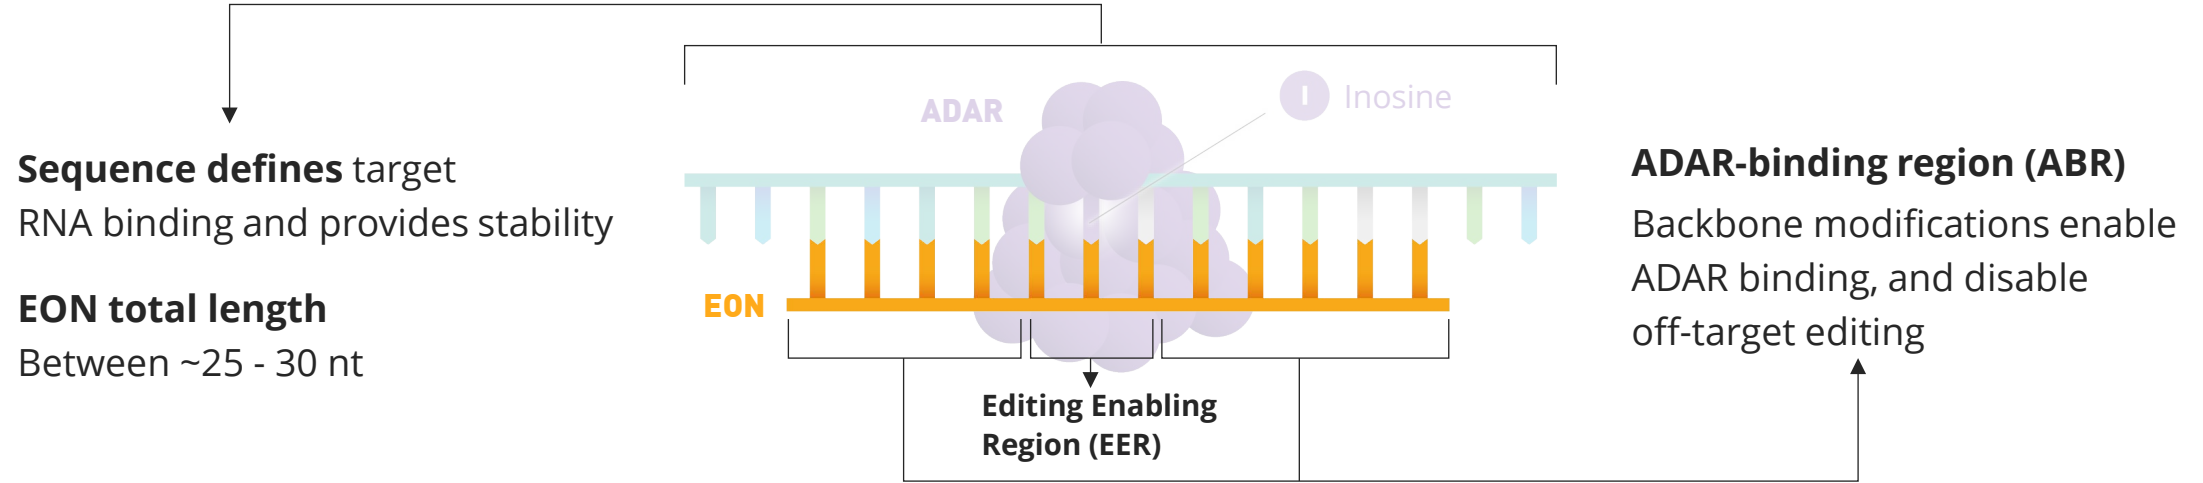 Sequence defines target
RNA binding and provides stability
EON total length
Between ~25 - 30 nt
ADAR
I Inosine
EON
Editing Enabling
Region (EER)
ADAR-binding region (ABR)
Backbone modifications enable
ADAR binding, and disable
off-target editing